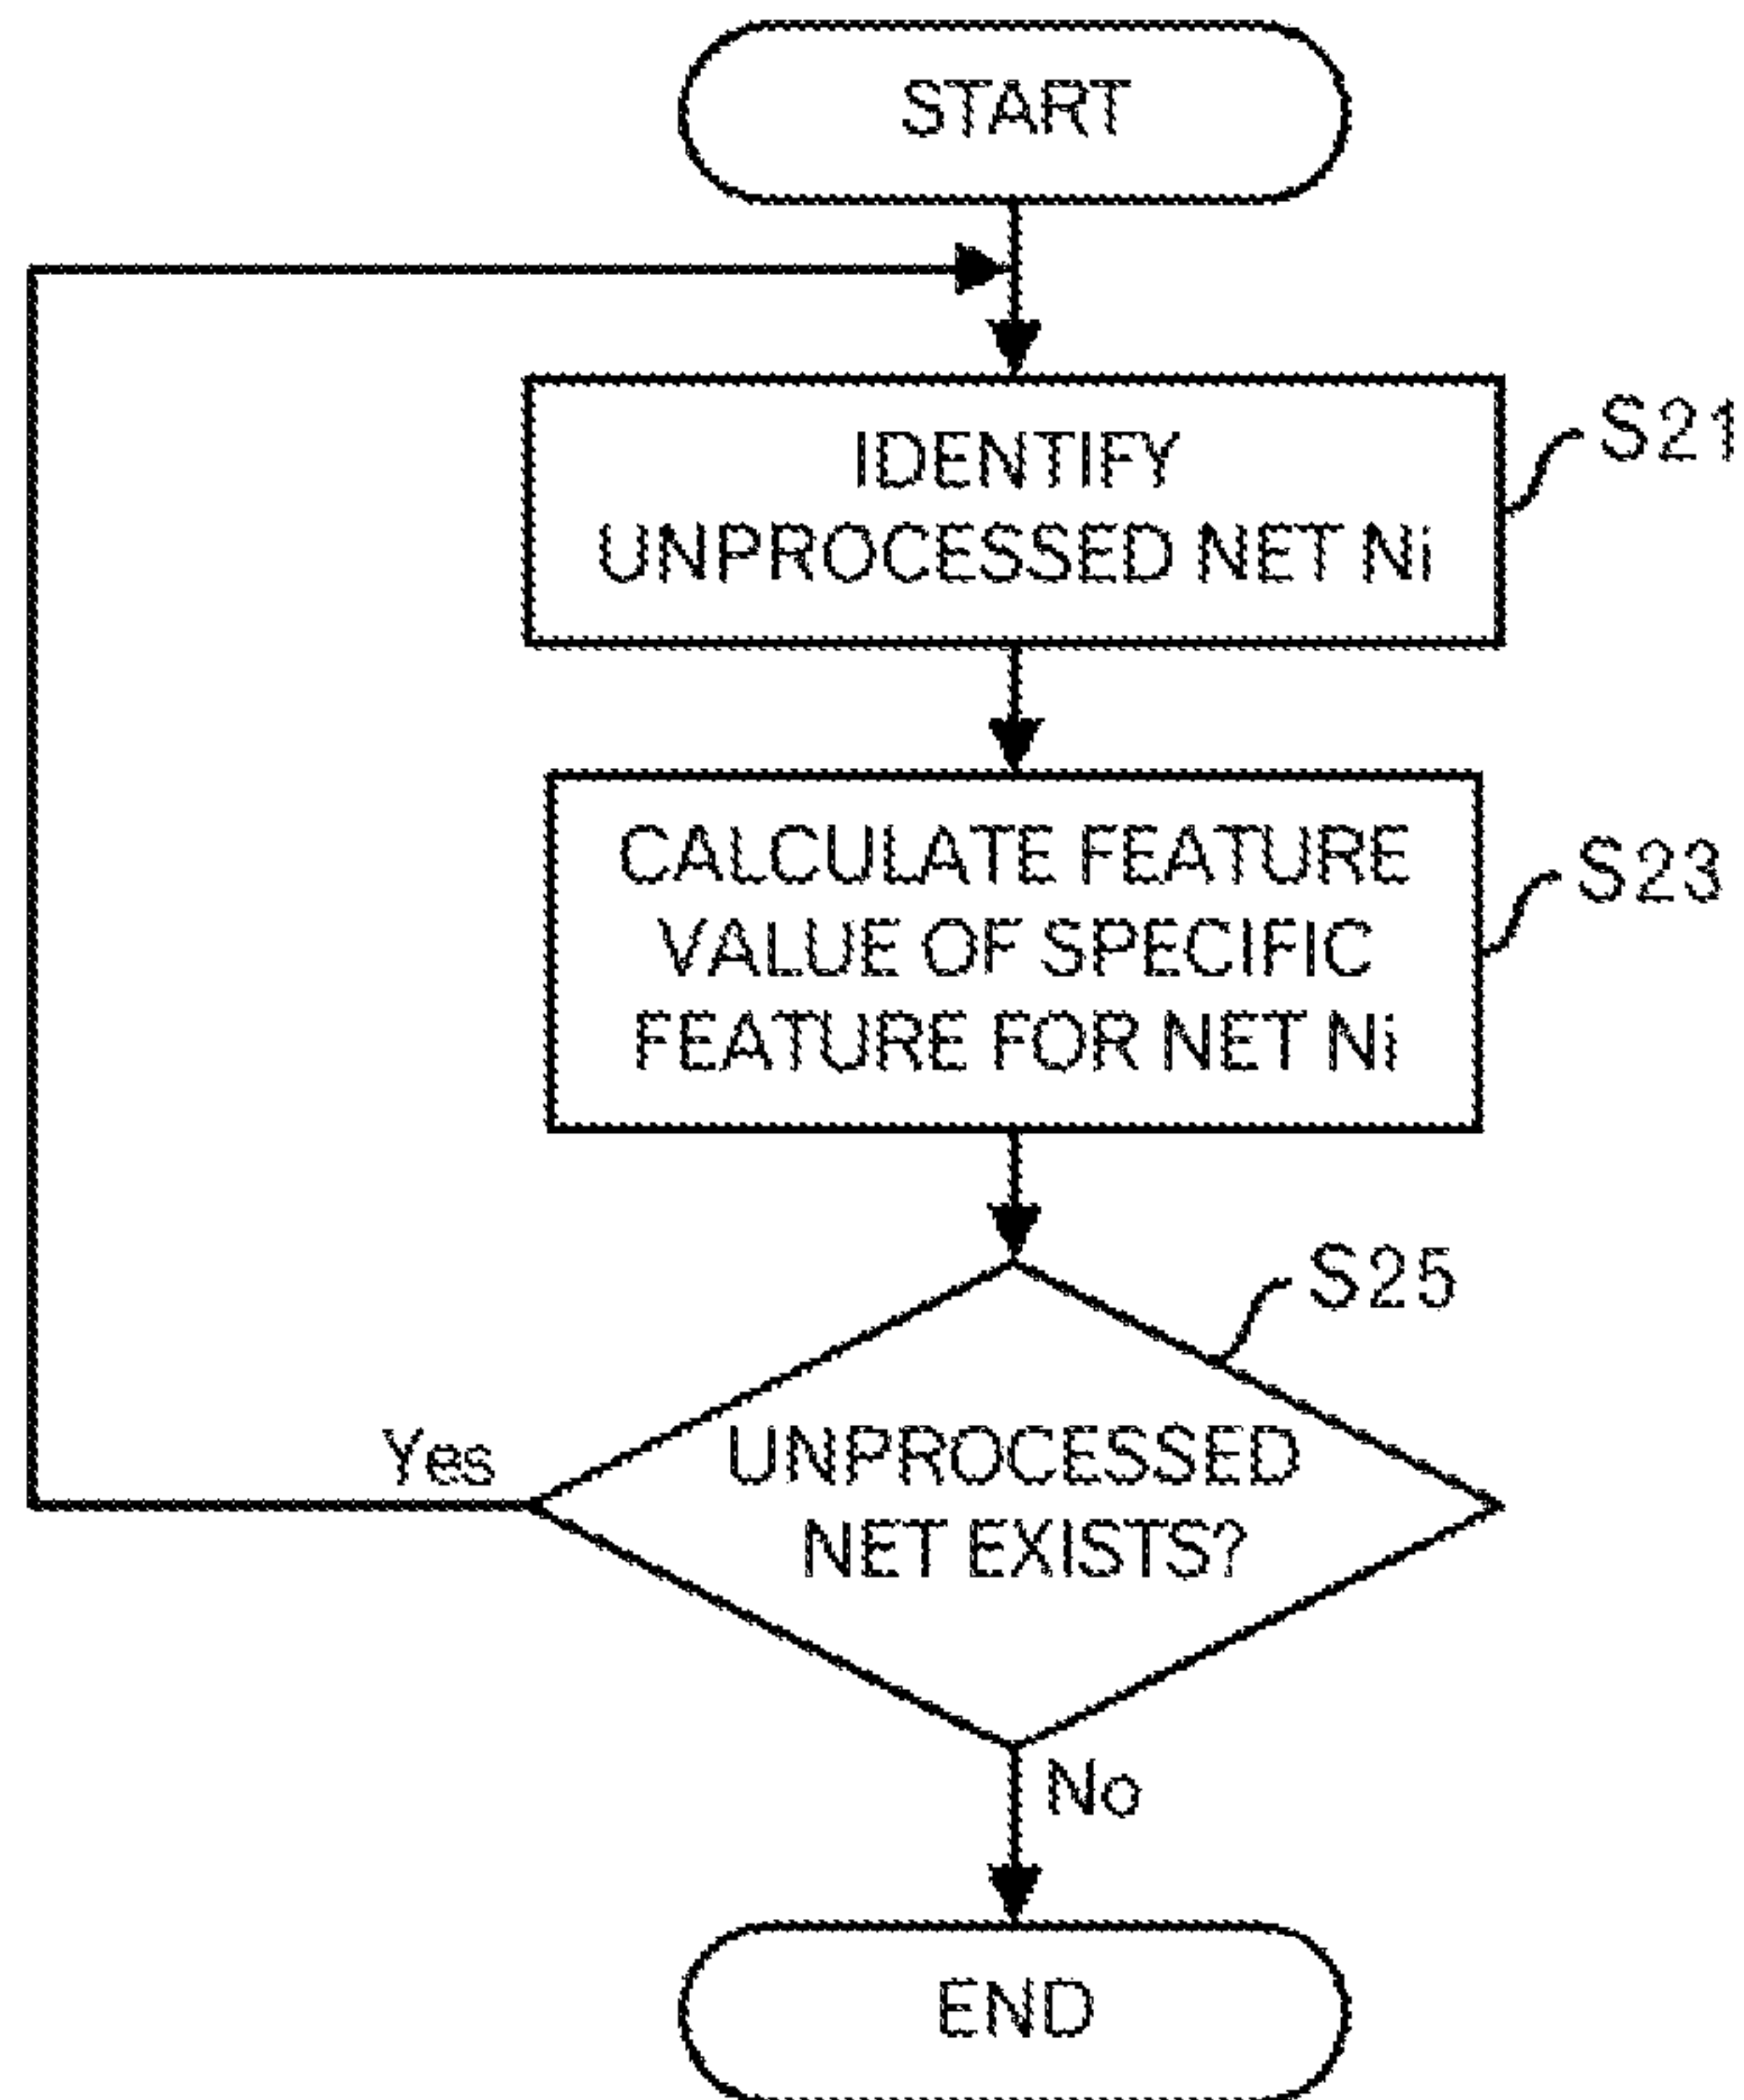 START
IDENTIFY
UNPROCESSED NET Ni
S21
CALCULATE FEATURE
VALUE OF SPECIFIC
FEATURE FOR NET Ni
S23
S25
UNPROCESSED
NET EXISTS?
Yes
No
END